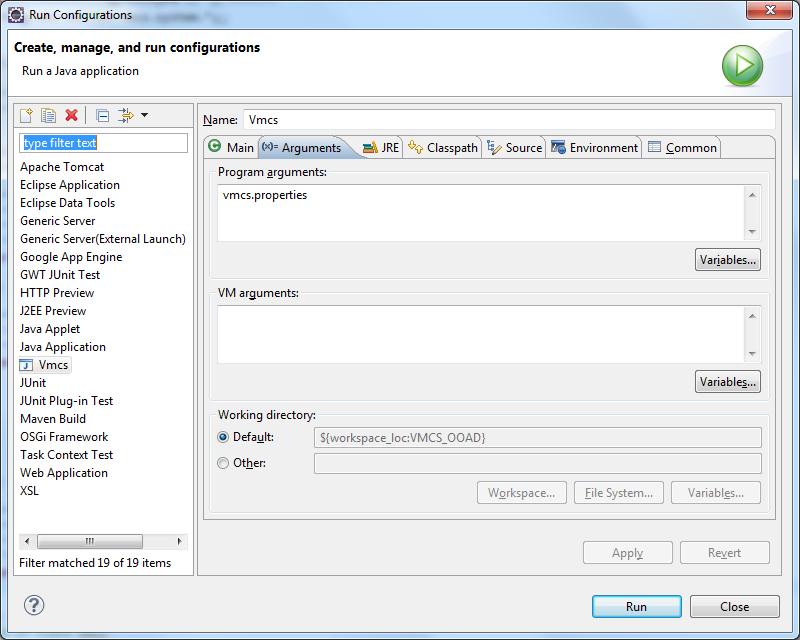 Run Configurations
Create, manage, and run configurations
Run a Java application
type filter text
Apache Tomcat
Eclipse Application
Eclipse Data Tools
Generic Server
Generic Server(External Launch)
Google App Engine
GWT JUnit Test
HTTP Preview
J2EE Preview
Java Applet
Java Application
Vmcs
JUnit
JUnit Plug-in Test
Maven Build
OSGi Framework
Task Context Test
Web Application
XSL
Filter matched 19 of 19 items
Name: Vmcs
Main (x)= Arguments JRE Classpath Source Environment Common
Program arguments:
vmcs.properties
Variables...
VM arguments:
Variables...
Working directory:
Default: ${workspace_loc:VMCS_OOAD}
Other:
Workspace... File System... Variables...
Apply Revert
? Run Close